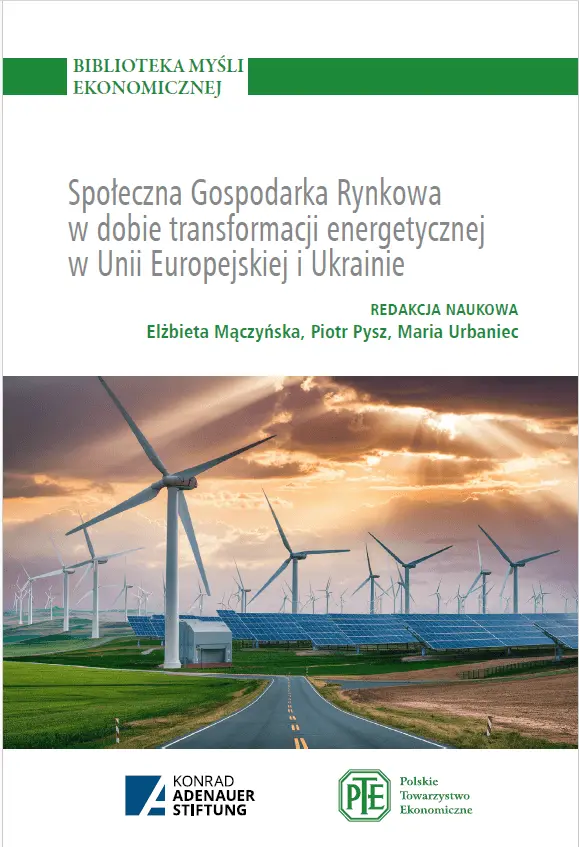 BIBLIOTEKA MYŚLI
EKONOMICZNEJ
Społeczna Gospodarka Rynkowa
w dobie transformacji energetycznej
w Unii Europejskiej i Ukrainie
REDAKCJA NAUKOWA
Elżbieta Mączyńska, Piotr Pysz, Maria Urbaniec
KONRAD
ADENAUER
STIFTUNG
PTE
Polskie
Towarzystwo
Ekonomiczne